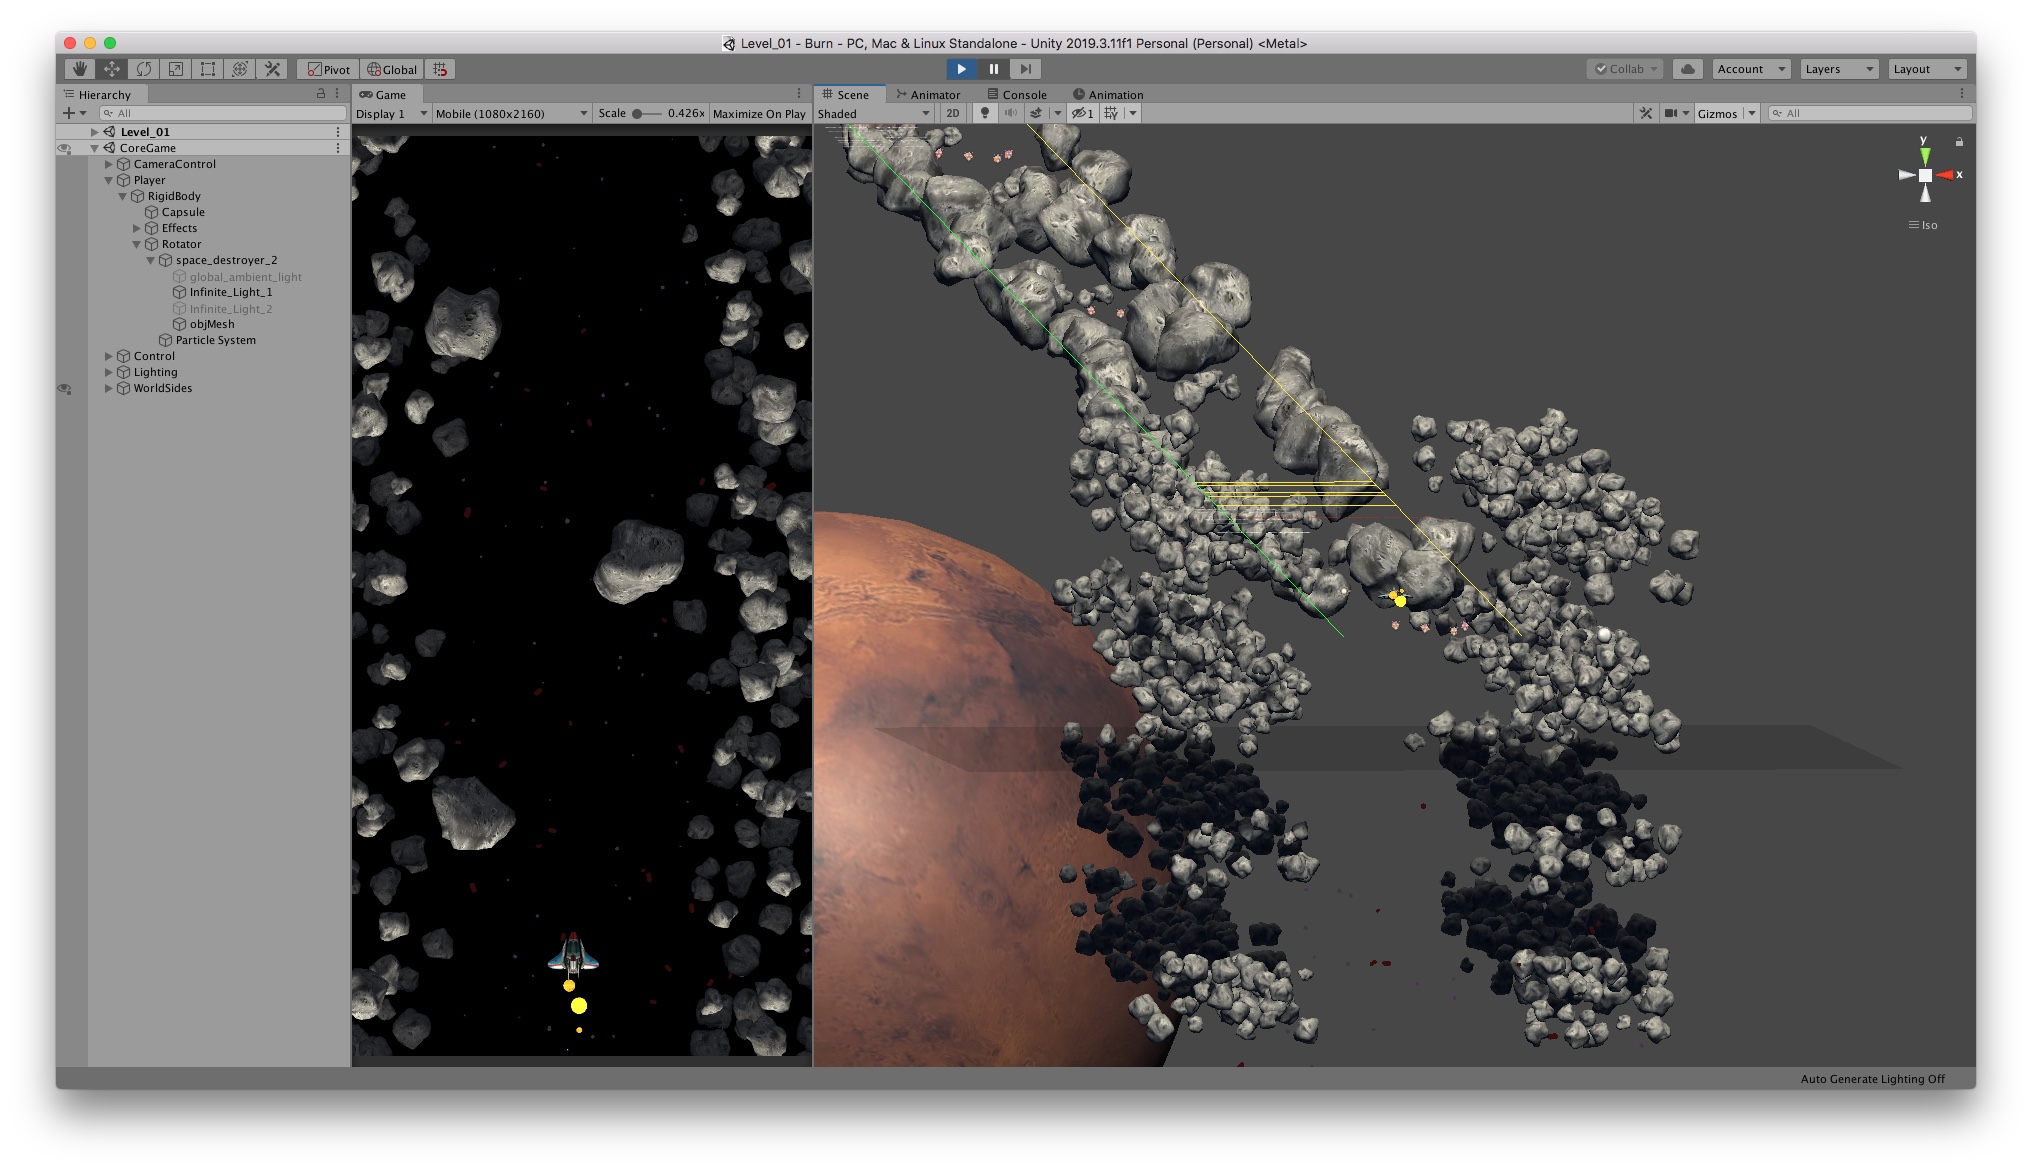 Level_01 - Burn - PC, Mac & Linux Standalone - Unity 2019.3.11f1 Personal (Personal) <Metal>
Pivot Global Collab Account Layers Layout
Hierarchy
All
Level_01
CoreGame
CameraControl
Player
RigidBody
Capsule
Effects
Rotator
space_destroyer_2
global_ambient_light
Infinite_Light_1
Infinite_Light_2
objMesh
Particle System
Control
Lighting
WorldSides
Game
Display 1 Mobile (1080x2160) Scale 0.426x Maximize On Play
Scene Animator Console Animation
Shaded 2D 1 Gizmos All
y
x
Iso
Auto Generate Lighting Off